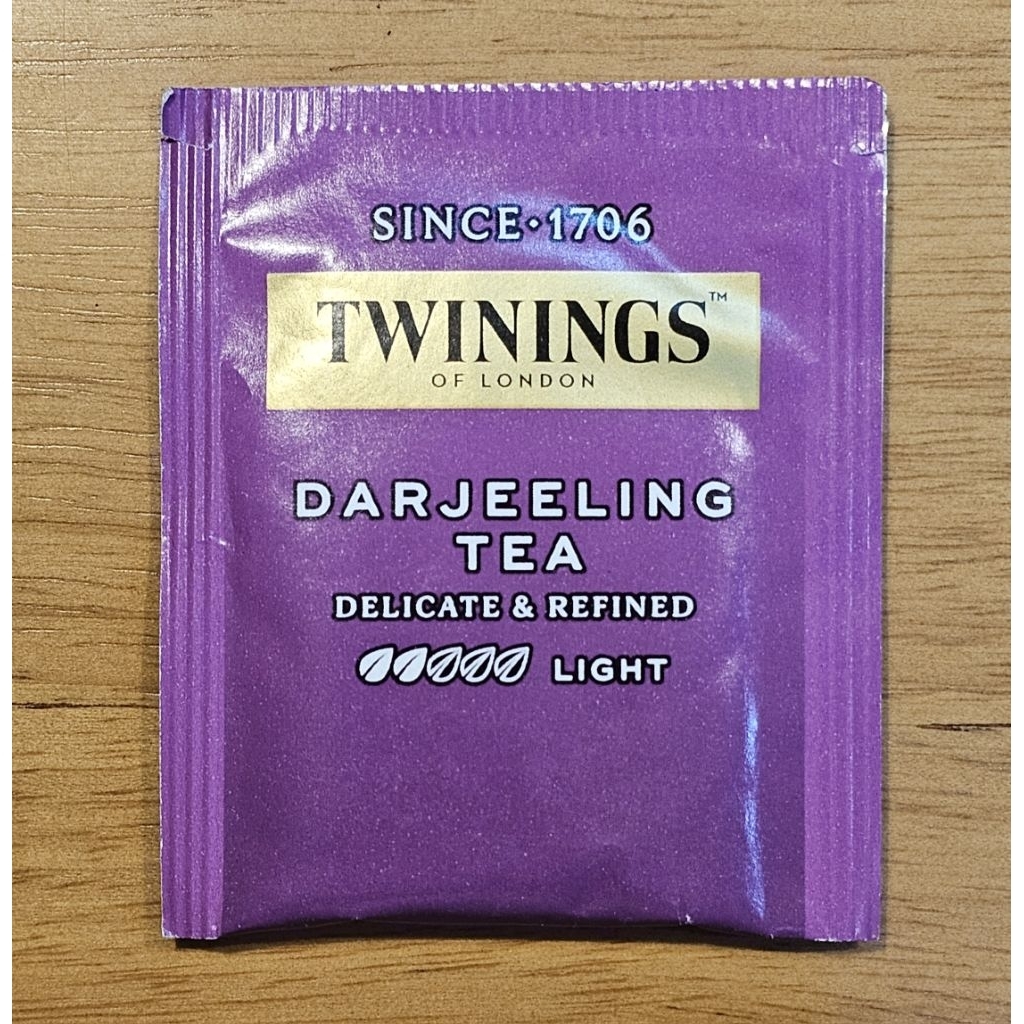 SINCE•1706
TWININGS™
OF LONDON
DARJEELING
TEA
DELICATE & REFINED
LIGHT